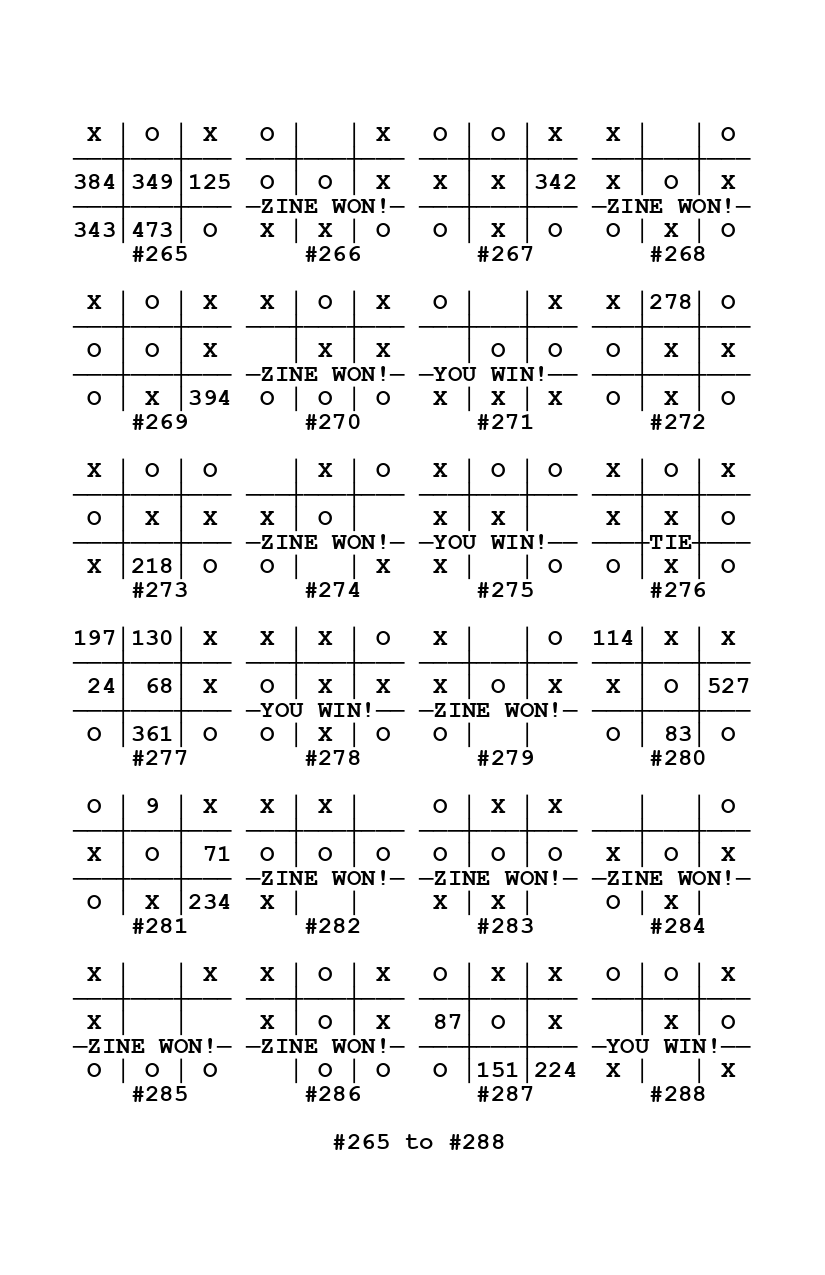 X | O | X   O |   | X   O | O | X   X |   | O
384|349|125   O | O | X   X | X |342   X | O | X
—ZINE WON!—   —ZINE WON!—
343|473| O   X | X | O   O | X | O   O | X | O
#265   #266   #267   #268
X | O | X   X | O | X   O |   | X   X |278| O
O | O | X     | X | X     | O | O   O | X | X
—ZINE WON!—   —YOU WIN!——
O | X |394   O | O | O   X | X | X   O | X | O
#269   #270   #271   #272
X | O | O     | X | O   X | O | O   X | O | X
O | X | X   X | O |     X | X |     X | X | O
—ZINE WON!—   —YOU WIN!——   —TIE—
X |218| O   O |   | X   X |   | O   O | X | O
#273   #274   #275   #276
197|130| X   X | X | O   X |   | O   114| X | X
24| 68| X   O | X | X   X | O | X   X | O |527
—YOU WIN!——   —ZINE WON!—
O |361| O   O | X | O   O |   |     O | 83| O
#277   #278   #279   #280
O | 9 | X   X | X |     O | X | X     |   | O
X | O | 71   O | O | O   O | O | O   X | O | X
—ZINE WON!—   —ZINE WON!—   —ZINE WON!—
O | X |234   X |   |     X | X |     O | X |
#281   #282   #283   #284
X |   | X   X | O | X   O | X | X   O | O | X
X |   |     X | O | X   87| O | X     | X | O
—ZINE WON!—   —ZINE WON!—   —YOU WIN!——
O | O | O     | O | O   O |151|224   X |   | X
#285   #286   #287   #288
#265 to #288